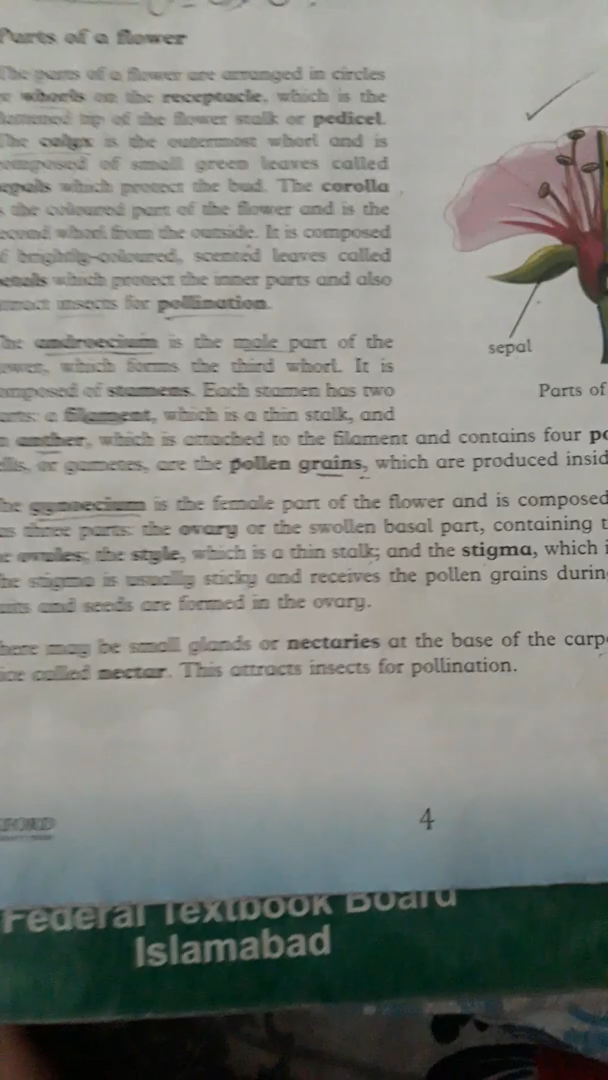 Parts of a flower
The parts of a flower are arranged in circles
whorls on the receptacle, which is the
tip of the flower stalk or pedicel.
The calyx is the outermost whorl and is
composed of small green leaves called
sepals which protect the bud. The corolla
the coloured part of the flower and is the
second whorl from the outside. It is composed
brightly-coloured, scented leaves called
petals which protect the inner parts and also
attract insects for pollination.
The androecium is the male part of the
flower, which forms the third whorl. It is
composed of stamens. Each stamen has two
parts: a filament, which is a thin stalk, and
anther, which is attached to the filament and contains four po
or gametes, are the pollen grains, which are produced insid
The gynoecium is the female part of the flower and is composed
three parts: the ovary or the swollen basal part, containing t
ovules; the style, which is a thin stalk; and the stigma, which i
The stigma is usually sticky and receives the pollen grains durin
and seeds are formed in the ovary.
There may be small glands or nectaries at the base of the carp
called nectar. This attracts insects for pollination.
sepal
Parts of
4
Federal Textbook Board
Islamabad